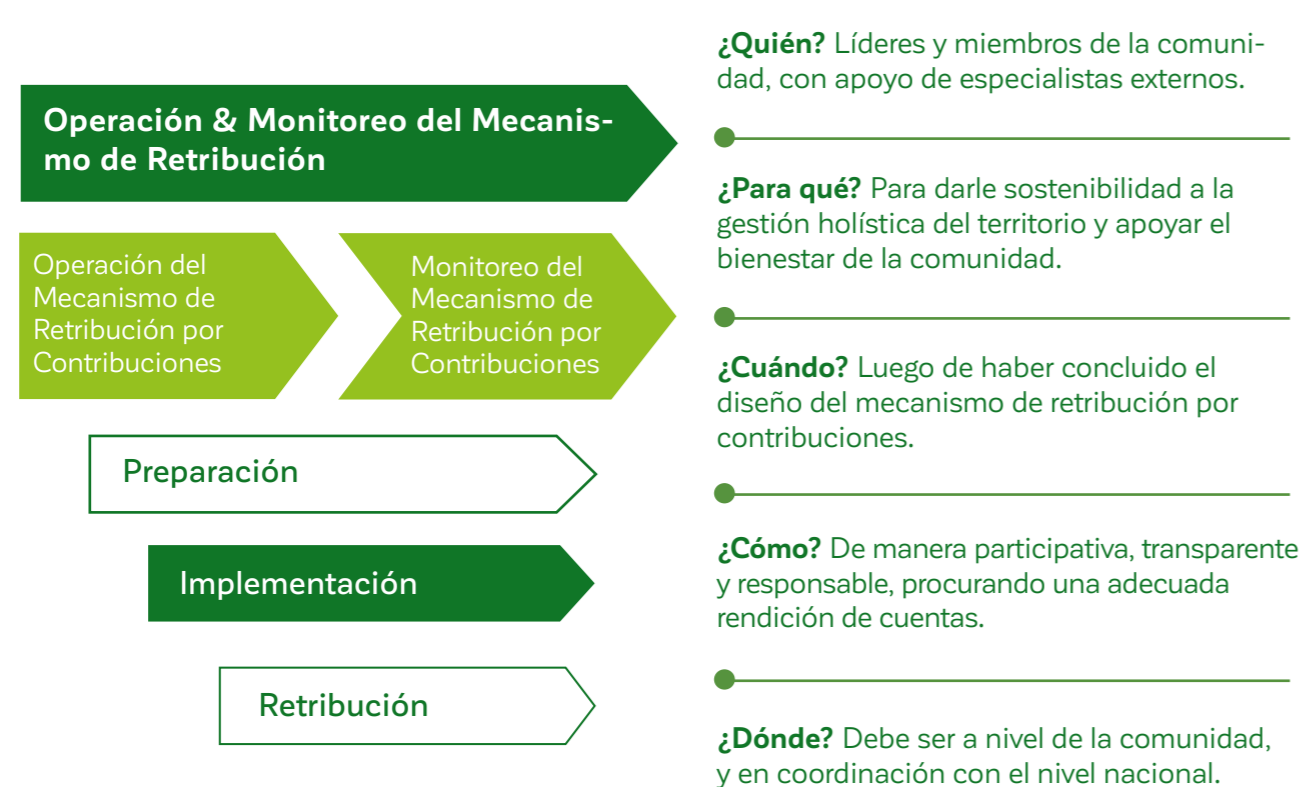 Operación & Monitoreo del Mecanis-
mo de Retribución
Operación del
Mecanismo de
Retribución por
Contribuciones
Monitoreo del
Mecanismo de
Retribución por
Contribuciones
Preparación
Implementación
Retribución
¿Quién? Líderes y miembros de la comuni-
dad, con apoyo de especialistas externos.
¿Para qué? Para darle sostenibilidad a la
gestión holística del territorio y apoyar el
bienestar de la comunidad.
¿Cuándo? Luego de haber concluido el
diseño del mecanismo de retribución por
contribuciones.
¿Cómo? De manera participativa, transparente
y responsable, procurando una adecuada
rendición de cuentas.
¿Dónde? Debe ser a nivel de la comunidad,
y en coordinación con el nivel nacional.